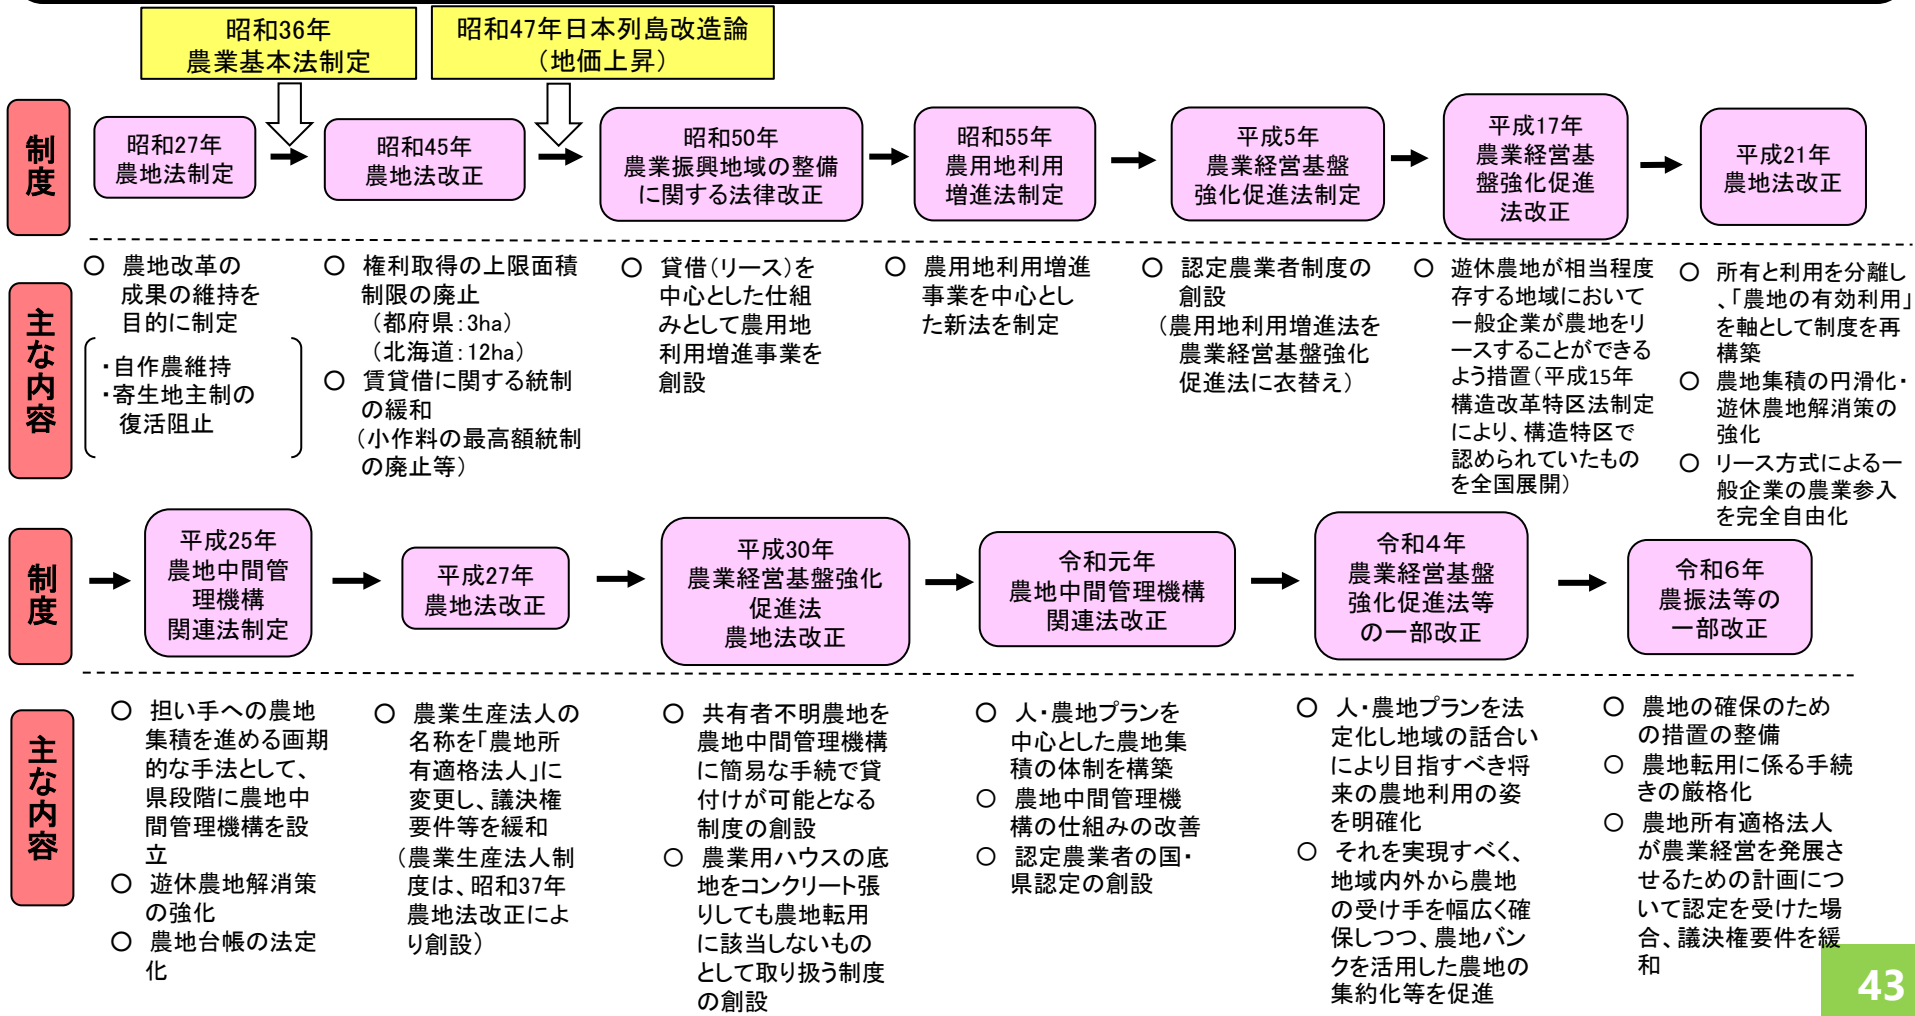 昭和36年
農業基本法制定
昭和47年日本列島改造論
（地価上昇）
制度
昭和27年
農地法制定
昭和45年
農地法改正
昭和50年
農業振興地域の整備
に関する法律改正
昭和55年
農用地利用
増進法制定
平成5年
農業経営基盤
強化促進法制定
平成17年
農業経営基
盤強化促進
法改正
平成21年
農地法改正
主な内容
○ 農地改革の
成果の維持を
目的に制定
・自作農維持
・寄生地主制の
復活阻止
○ 権利取得の上限面積
制限の廃止
（都府県：3ha）
（北海道：12ha）
○ 賃貸借に関する統制
の緩和
（小作料の最高額統制
の廃止等）
○ 貸借（リース）を
中心とした仕組
みとして農用地
利用増進事業を
創設
○ 農用地利用増進
事業を中心とし
た新法を制定
○ 認定農業者制度の
創設
（農用地利用増進法を
農業経営基盤強化
促進法に衣替え）
○ 遊休農地が相当程度
存する地域において
一般企業が農地をリ
ースすることができる
よう措置（平成15年
構造改革特区法制定
により、構造特区で
認められていたもの
を全国展開）
○ 所有と利用を分離し
、「農地の有効利用」
を軸として制度を再
構築
○ 農地集積の円滑化・
遊休農地解消策の
強化
○ リース方式による一
般企業の農業参入
を完全自由化
制度
平成25年
農地中間管
理機構
関連法制定
平成27年
農地法改正
平成30年
農業経営基盤強化
促進法
農地法改正
令和元年
農地中間管理機構
関連法改正
令和４年
農業経営基盤
強化促進法等
の一部改正
令和６年
農振法等の
一部改正
主な内容
○ 担い手への農地
集積を進める画期
的な手法として、
県段階に農地中
間管理機構を設
立
○ 遊休農地解消策
の強化
○ 農地台帳の法定
化
○ 農業生産法人の
名称を「農地所
有適格法人」に
変更し、議決権
要件等を緩和
（農業生産法人制
度は、昭和37年
農地法改正によ
り創設）
○ 共有者不明農地を
農地中間管理機構
に簡易な手続で貸
付けが可能となる
制度の創設
○ 農業用ハウスの底
地をコンクリート張
りしても農地転用
に該当しないもの
として取り扱う制度
の創設
○ 人・農地プランを
中心とした農地集
積の体制を構築
○ 農地中間管理機
構の仕組みの改善
○ 認定農業者の国・
県認定の創設
○ 人・農地プランを法
定化し地域の話合い
により目指すべき将
来の農地利用の姿
を明確化
○ それを実現すべく、
地域内外から農地
の受け手を幅広く確
保しつつ、農地バン
クを活用した農地の
集約化等を促進
○ 農地の確保のため
の措置の整備
○ 農地転用に係る手続
きの厳格化
○ 農地所有適格法人
が農業経営を発展さ
せるための計画につ
いて認定を受けた場
合、議決権要件を緩
和
43